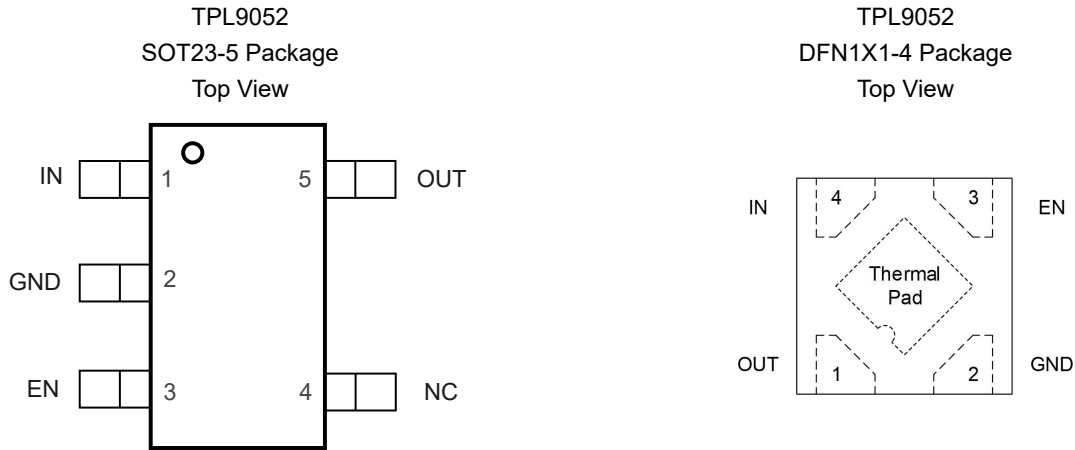 TPL9052
SOT23-5 Package
Top View
IN
1
5
OUT
GND
2
EN
3
4
NC
TPL9052
DFN1X1-4 Package
Top View
IN
4
3
EN
Thermal
Pad
OUT
1
2
GND